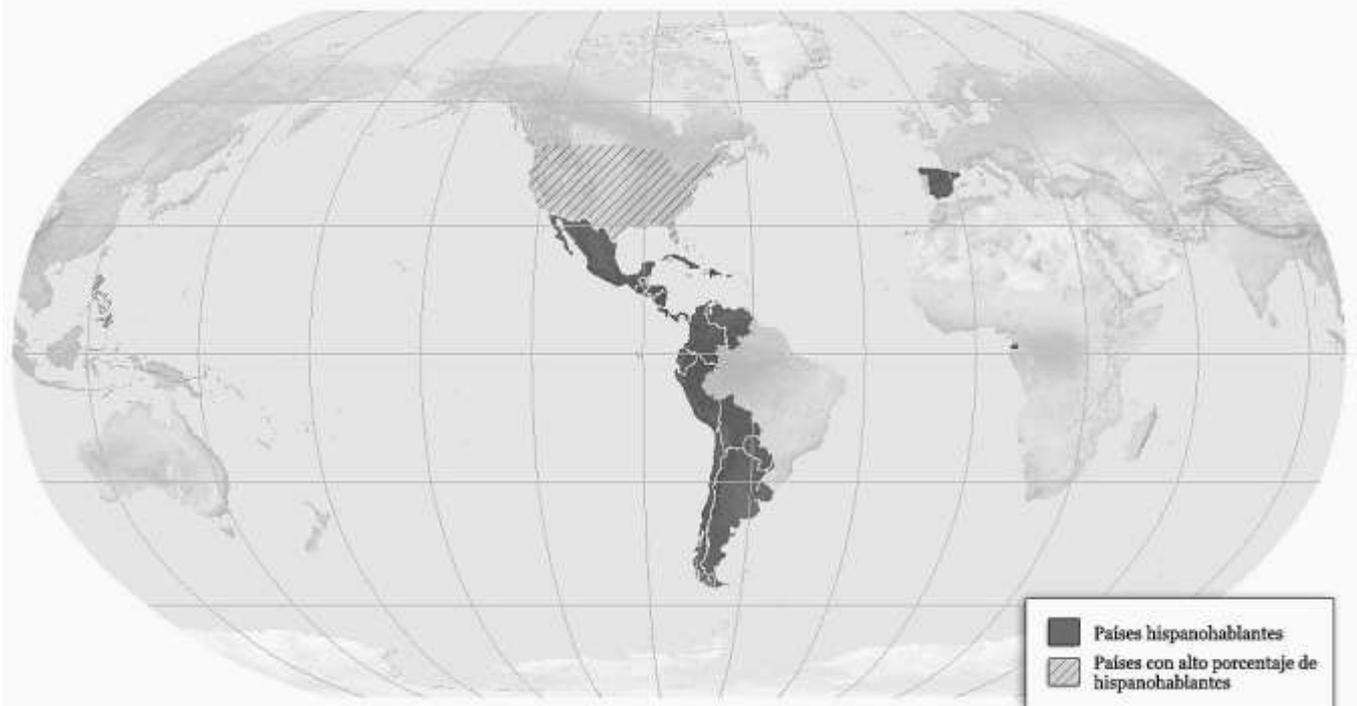 Países hispanohablantes
Países con alto porcentaje de
hispanohablantes